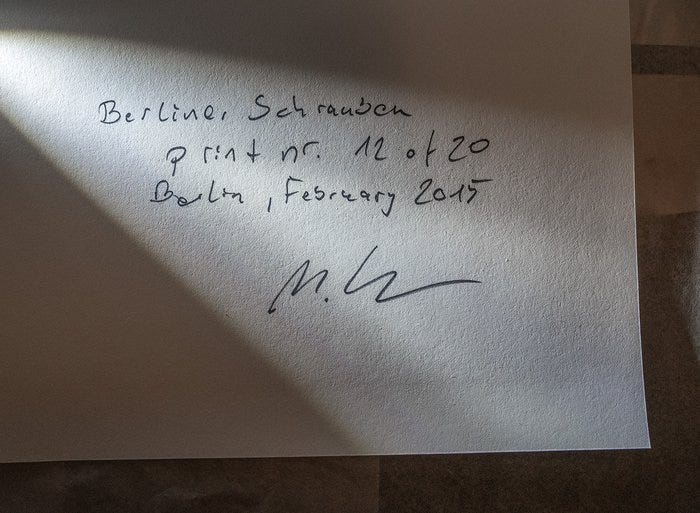 Berliner Schrauben
print nr. 12 of 20
Berlin, February 2015